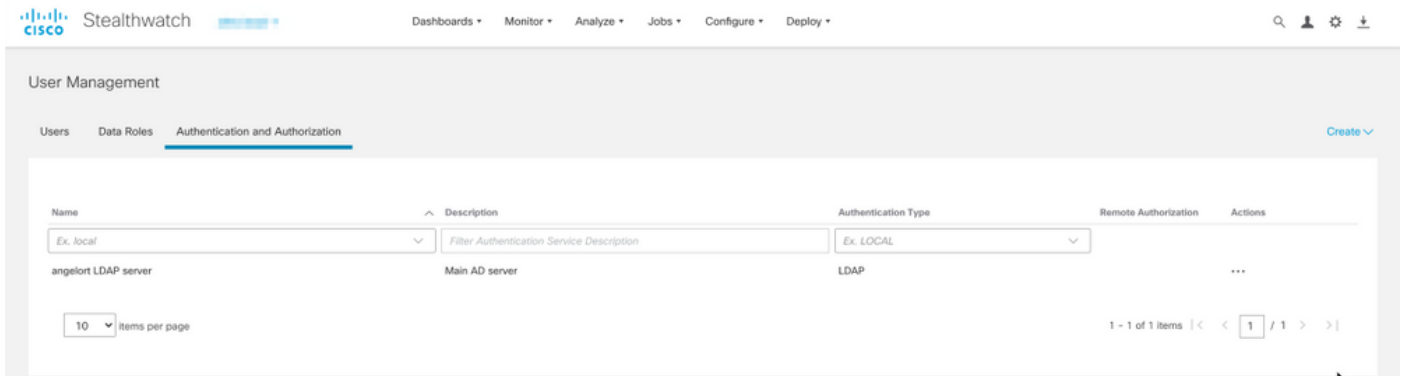 CISCO Stealthwatch Dashboards Monitor Analyze Jobs Configure Deploy
User Management
Users Data Roles Authentication and Authorization Create
Name Description Authentication Type Remote Authorization Actions
Ex. local Filter Authentication Service Description Ex. LOCAL
angelort LDAP server Main AD server LDAP ...
10 items per page 1 - 1 of 1 items |< < 1 / 1 > >|